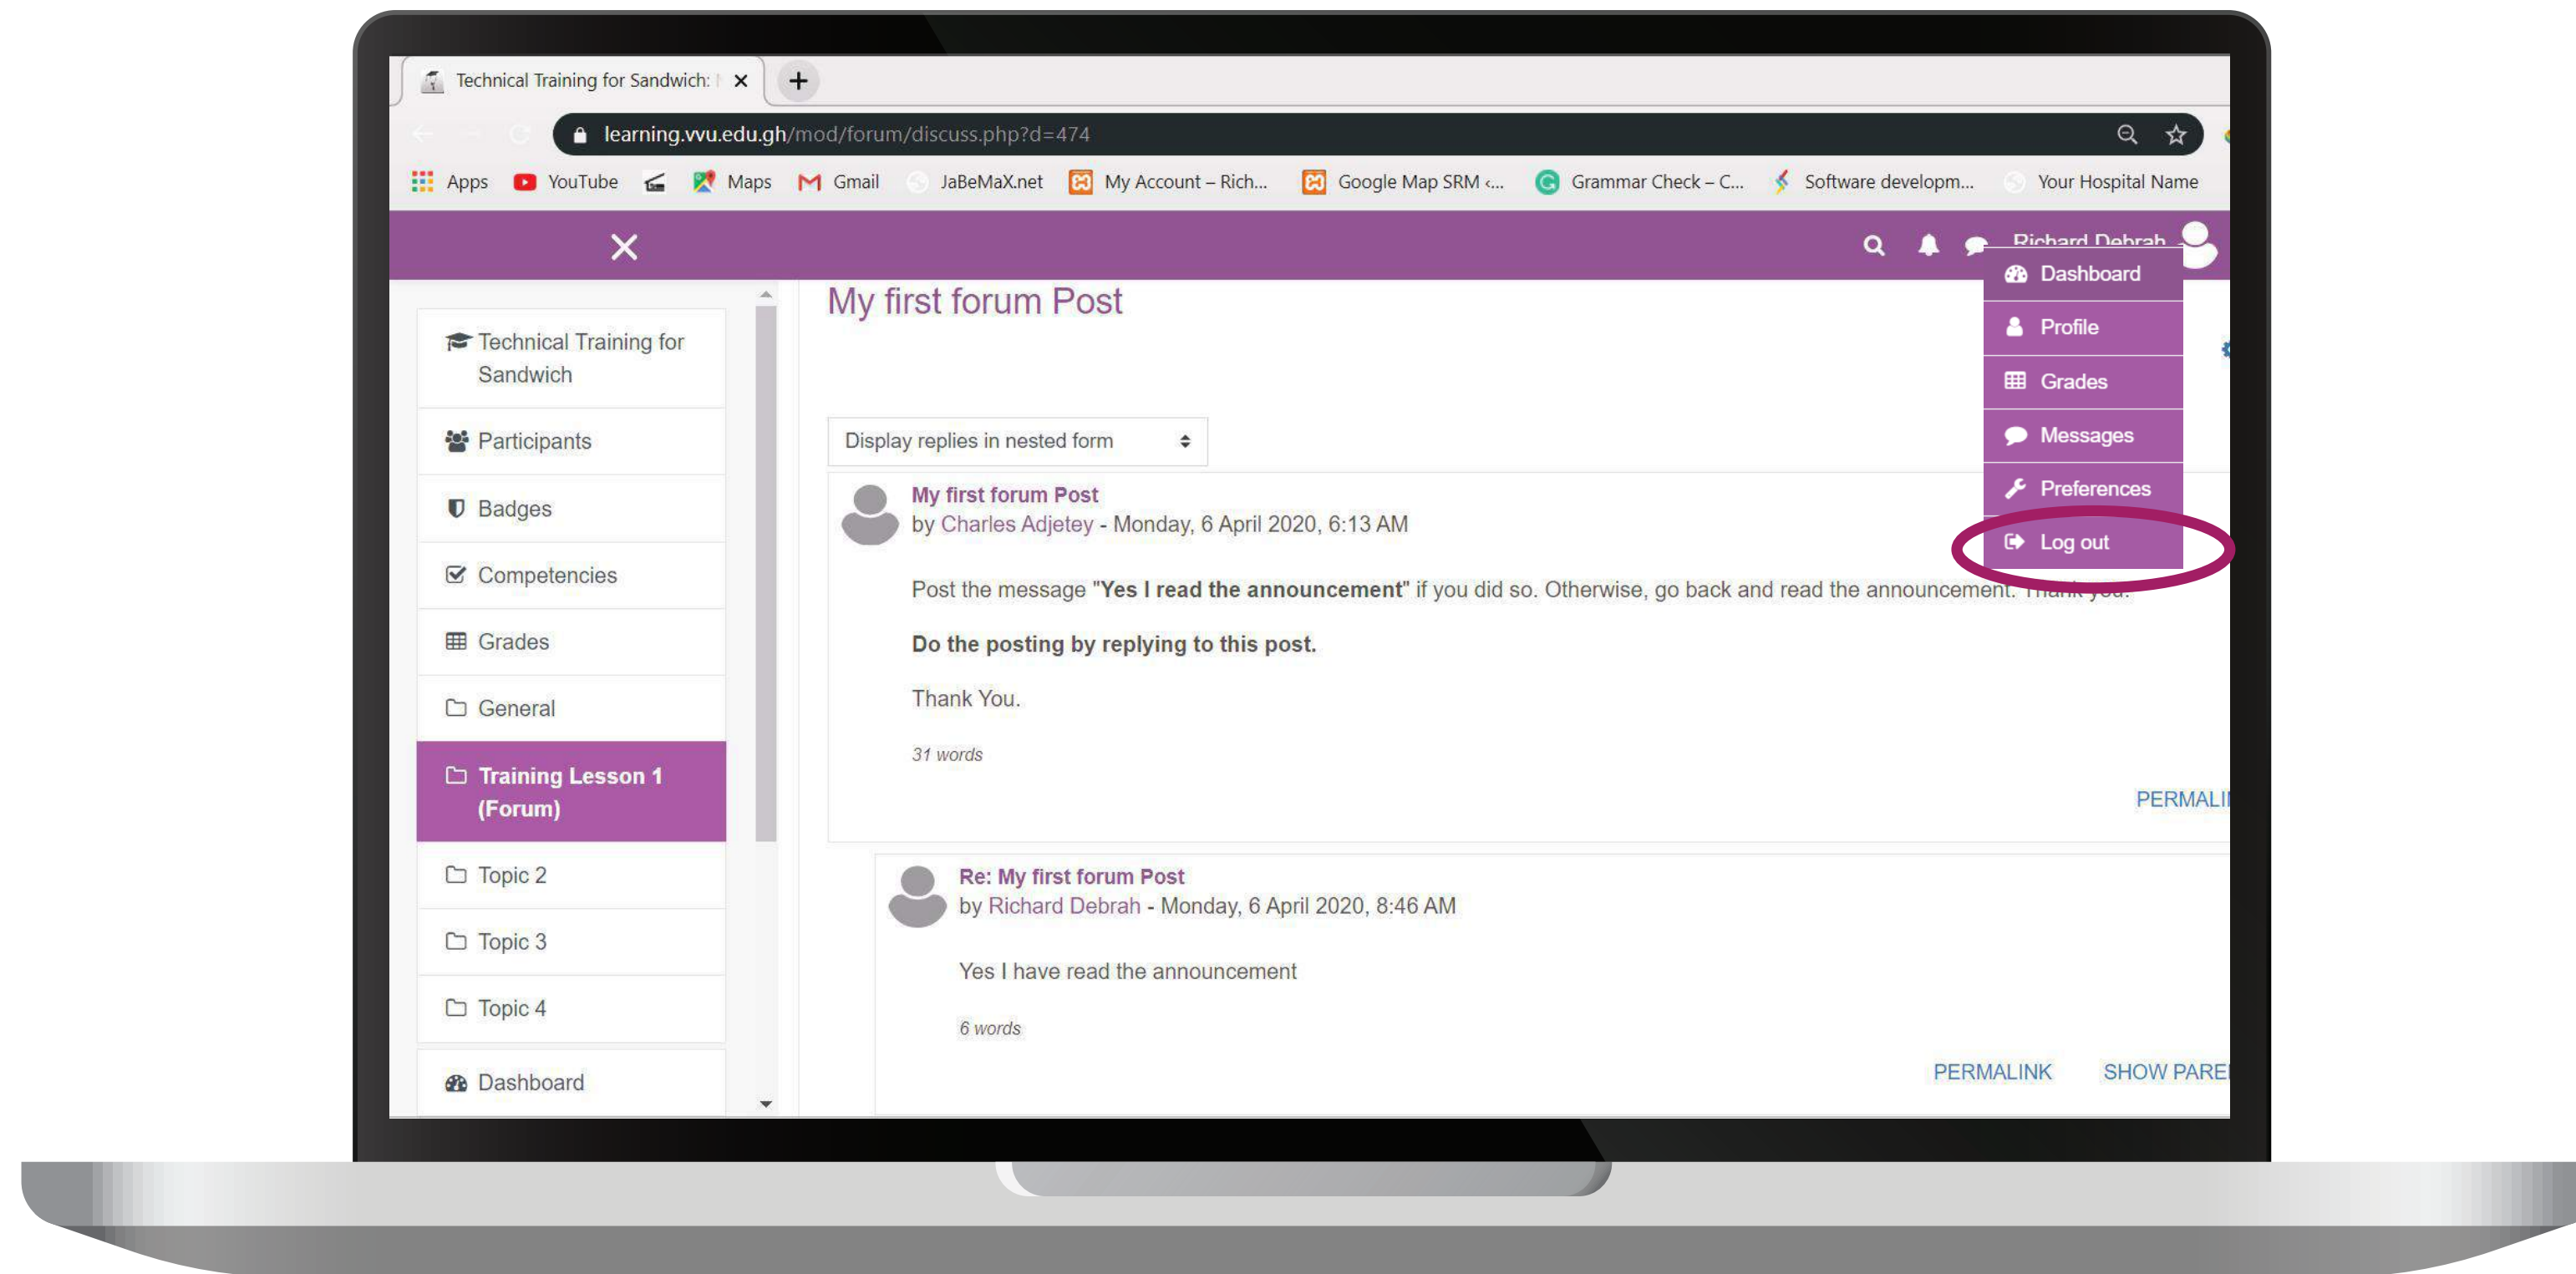 Technical Training for Sandwich:
learning.vvu.edu.gh/mod/forum/discuss.php?d=474
Apps YouTube Maps Gmail JaBeMaX.net My Account – Rich... Google Map SRM ‹... Grammar Check – C... Software developm... Your Hospital Name
Richard Debrah
Dashboard
Profile
Grades
Messages
Preferences
Log out
Technical Training for
Sandwich
Participants
Badges
Competencies
Grades
General
Training Lesson 1
(Forum)
Topic 2
Topic 3
Topic 4
Dashboard
My first forum Post
Display replies in nested form
My first forum Post
by Charles Adjetey - Monday, 6 April 2020, 6:13 AM
Post the message "Yes I read the announcement" if you did so. Otherwise, go back and read the announcement. Thank you.
Do the posting by replying to this post.
Thank You.
31 words
PERMALI
Re: My first forum Post
by Richard Debrah - Monday, 6 April 2020, 8:46 AM
Yes I have read the announcement
6 words
PERMALINK SHOW PARE